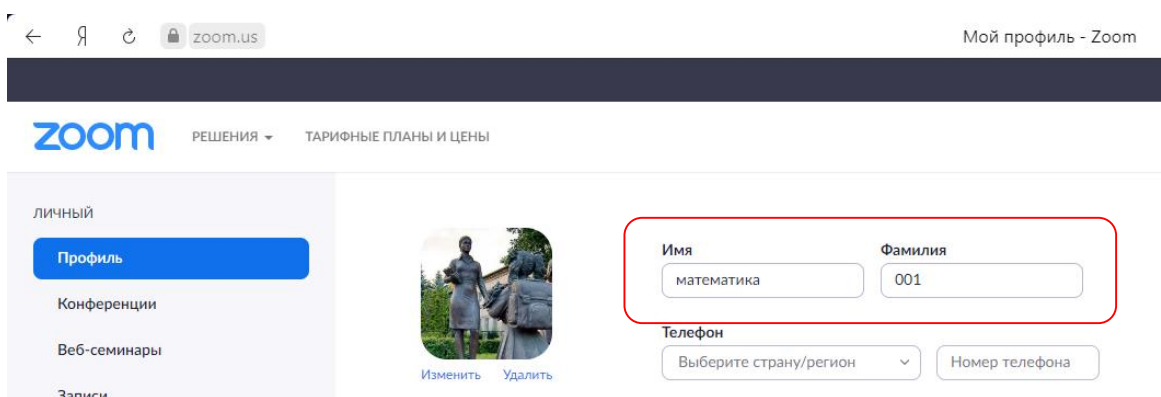 ← Я zoom.us Мой профиль - Zoom
zoom РЕШЕНИЯ ТАРИФНЫЕ ПЛАНЫ И ЦЕНЫ
ЛИЧНЫЙ
Профиль
Конференции
Веб-семинары
Записи
Изменить Удалить
Имя Фамилия
математика 001
Телефон
Выберите страну/регион Номер телефона